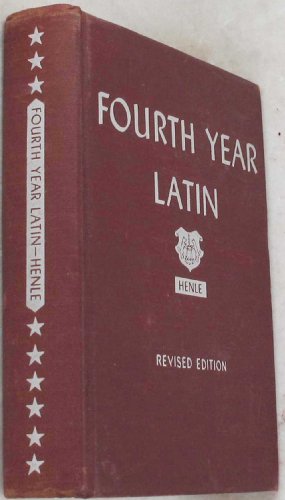 FOURTH YEAR LATIN—HENLE
FOURTH YEAR
LATIN
HENLE
REVISED EDITION